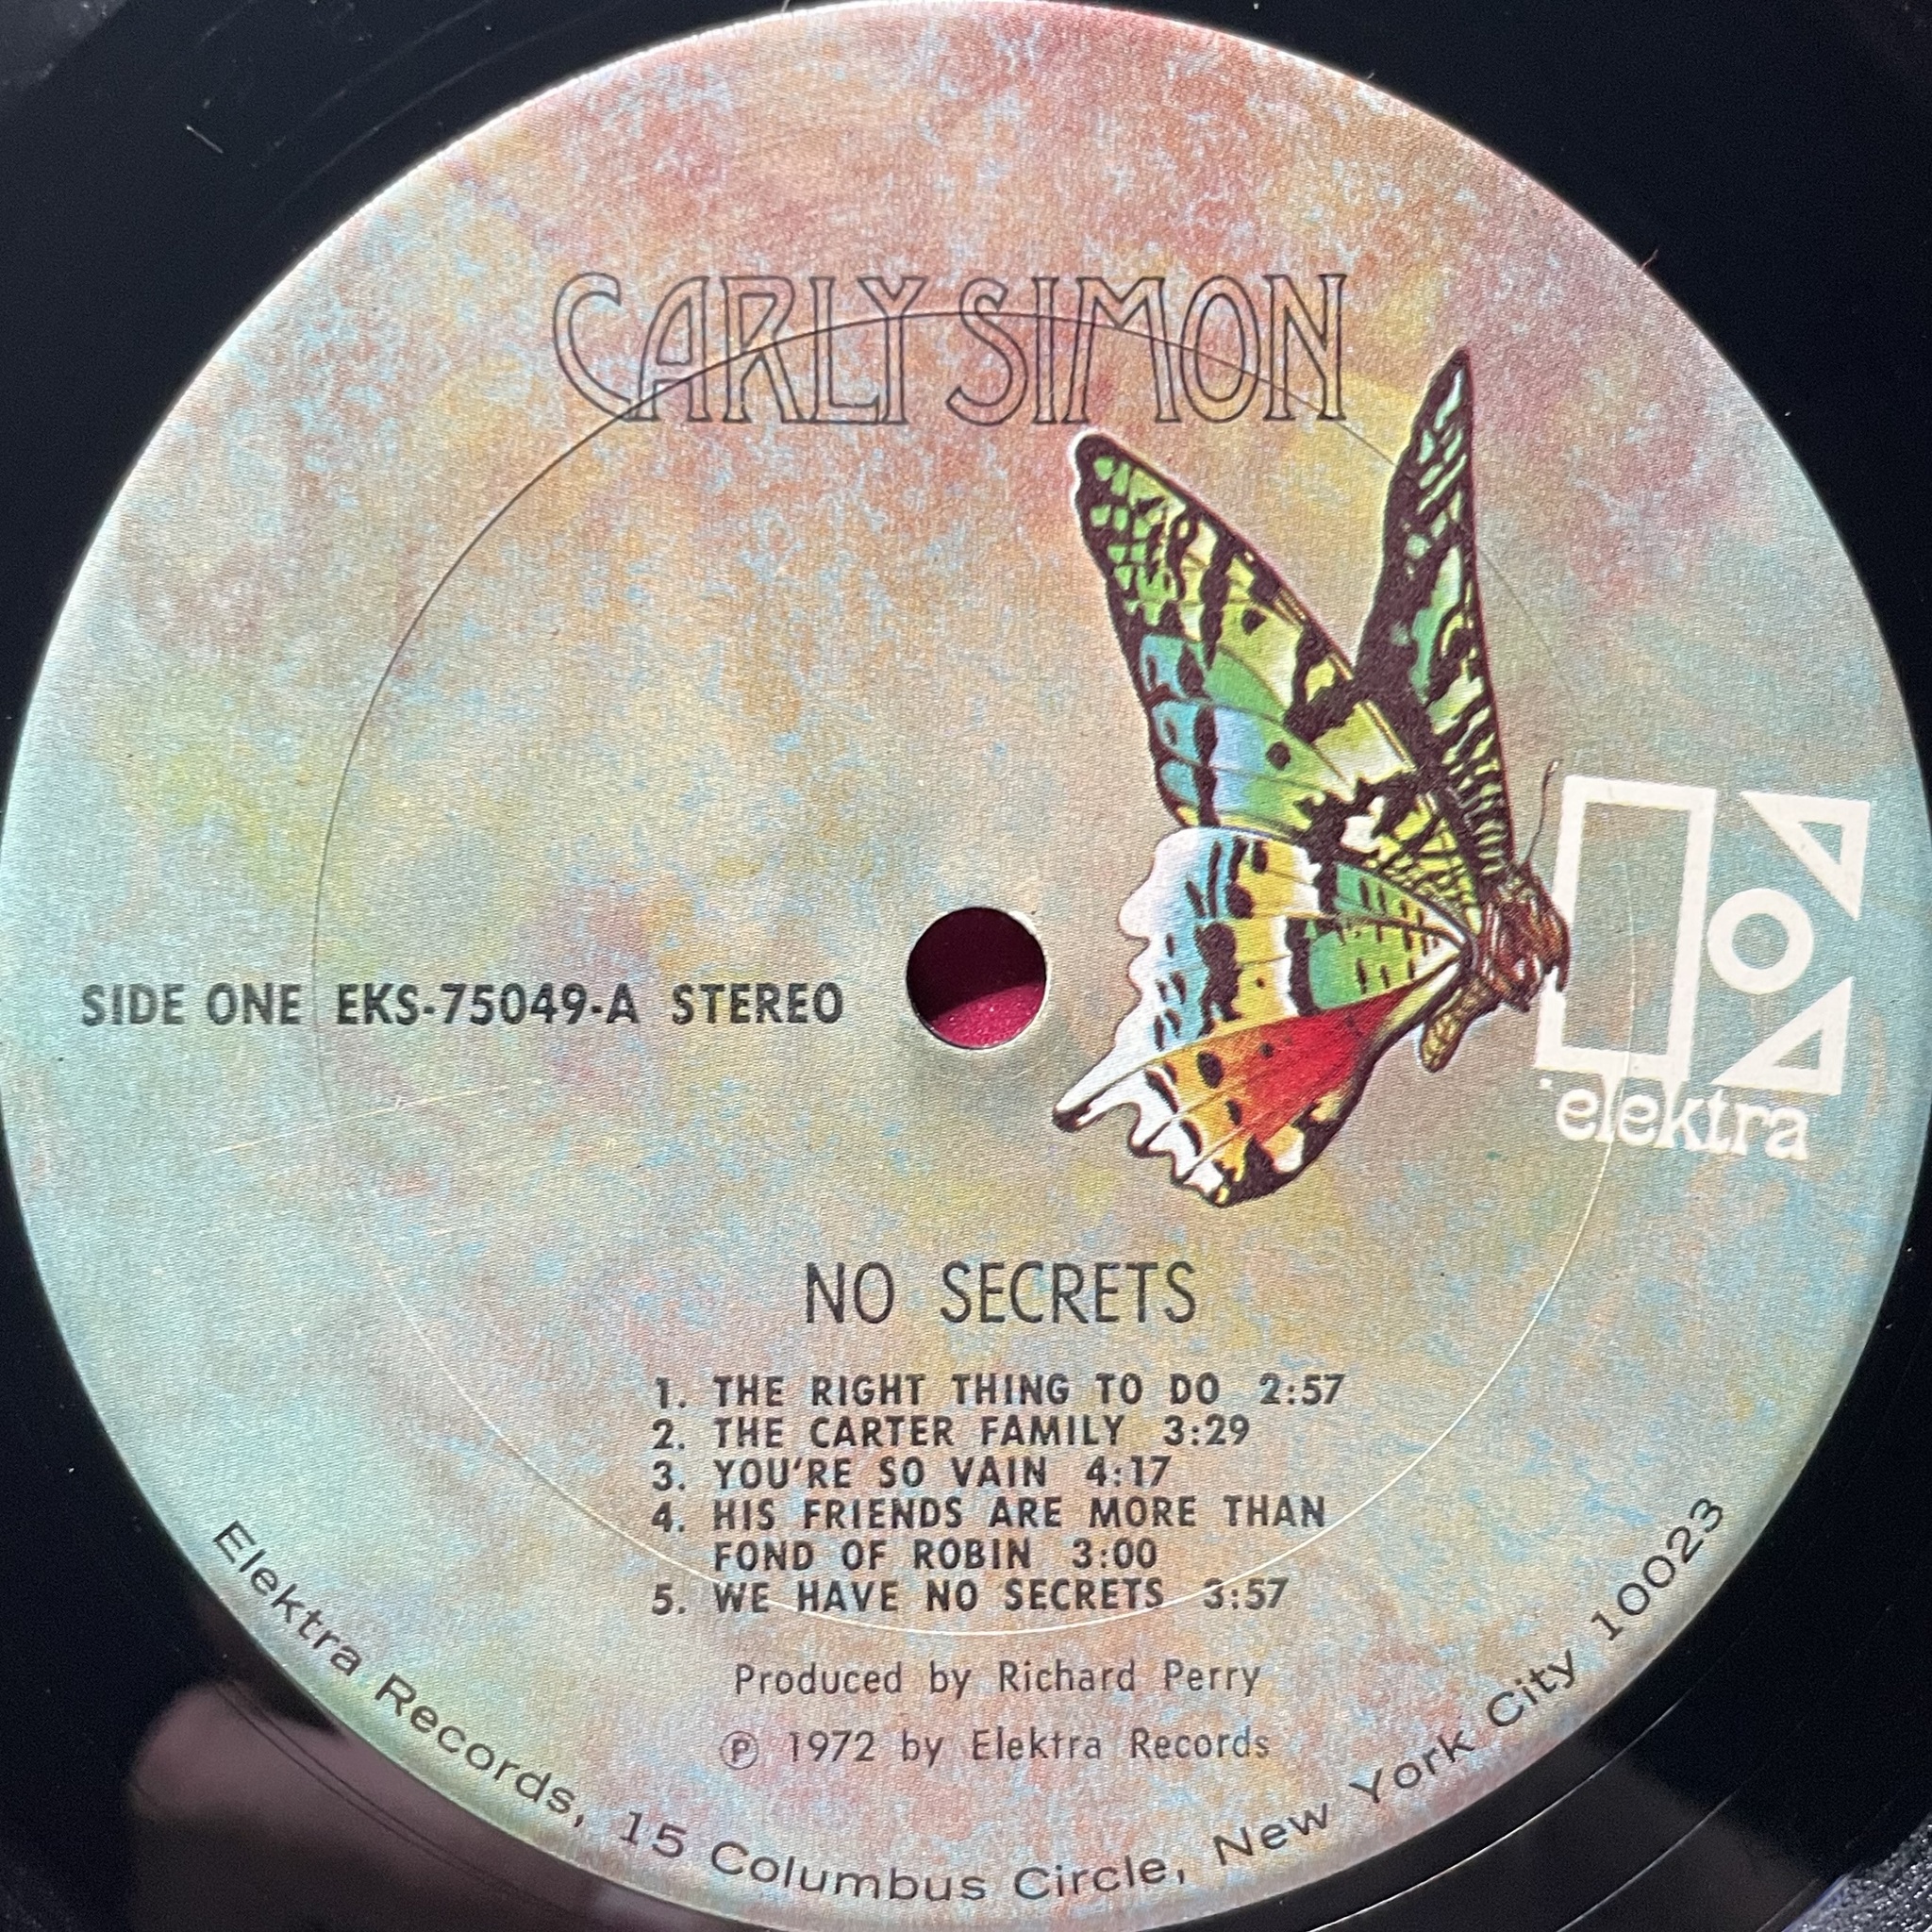 CARLY SIMON
elektra
SIDE ONE EKS-75049-A STEREO
NO SECRETS
1. THE RIGHT THING TO DO 2:57
2. THE CARTER FAMILY 3:29
3. YOU'RE SO VAIN 4:17
4. HIS FRIENDS ARE MORE THAN
FOND OF ROBIN 3:00
5. WE HAVE NO SECRETS 3:57
Produced by Richard Perry
Ⓟ 1972 by Elektra Records
Elektra Records, 15 Columbus Circle, New York City 10023